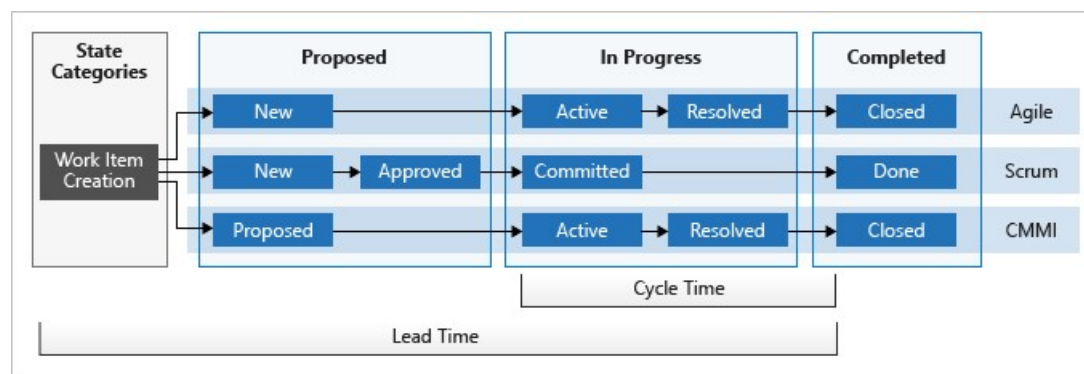 State
Categories
Proposed
In Progress
Completed
New
Active
Resolved
Closed
Agile
Work Item
Creation
New
Approved
Committed
Done
Scrum
Proposed
Active
Resolved
Closed
CMMI
Cycle Time
Lead Time